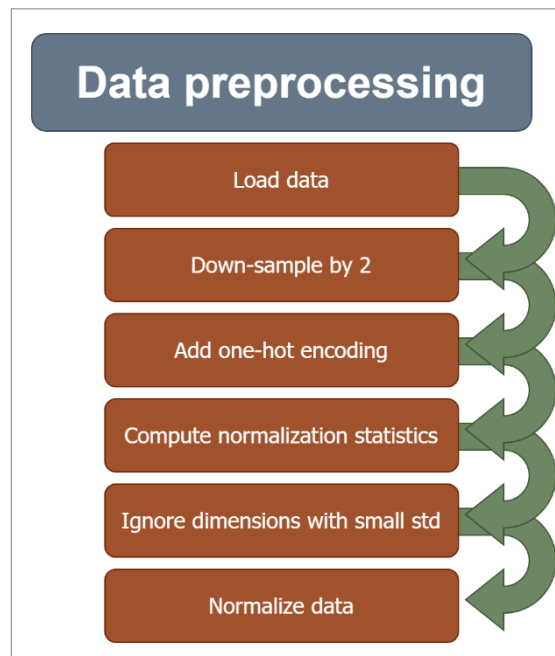 Data preprocessing
Load data
Down-sample by 2
Add one-hot encoding
Compute normalization statistics
Ignore dimensions with small std
Normalize data